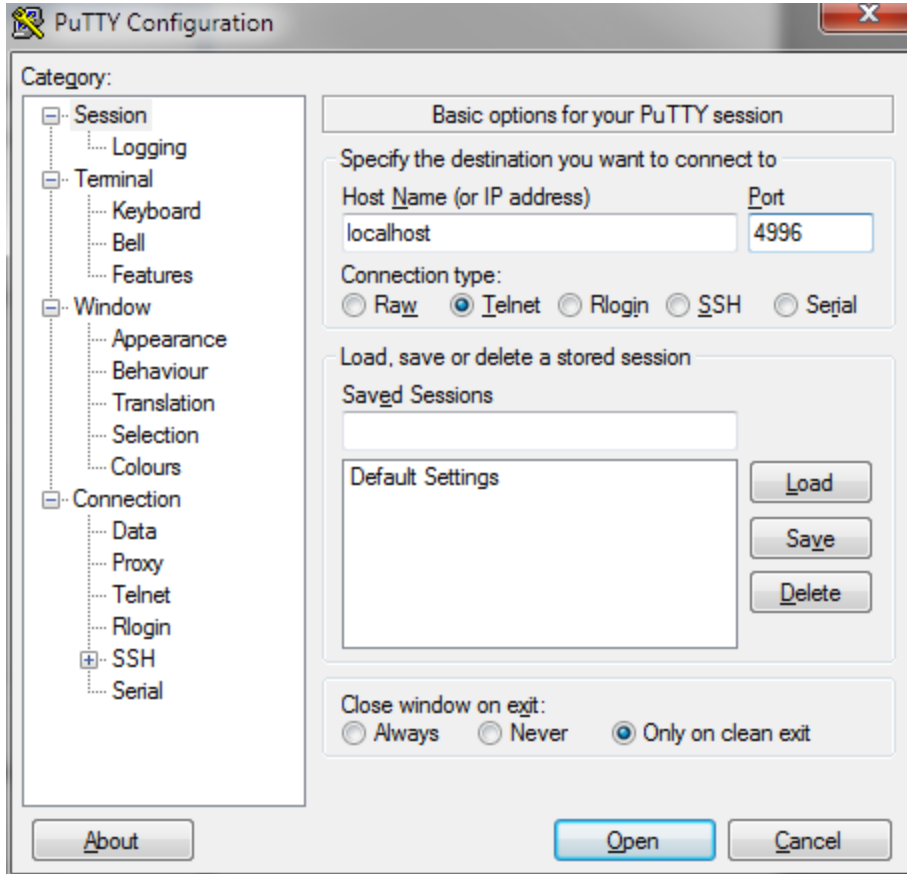 PuTTY Configuration
x
Category:
Session
Logging
Terminal
Keyboard
Bell
Features
Window
Appearance
Behaviour
Translation
Selection
Colours
Connection
Data
Proxy
Telnet
Rlogin
SSH
Serial
Basic options for your PuTTY session
Specify the destination you want to connect to
Host Name (or IP address) Port
localhost 4996
Connection type:
Raw Telnet Rlogin SSH Serial
Load, save or delete a stored session
Saved Sessions
Default Settings
Load
Save
Delete
Close window on exit:
Always Never Only on clean exit
About Open Cancel